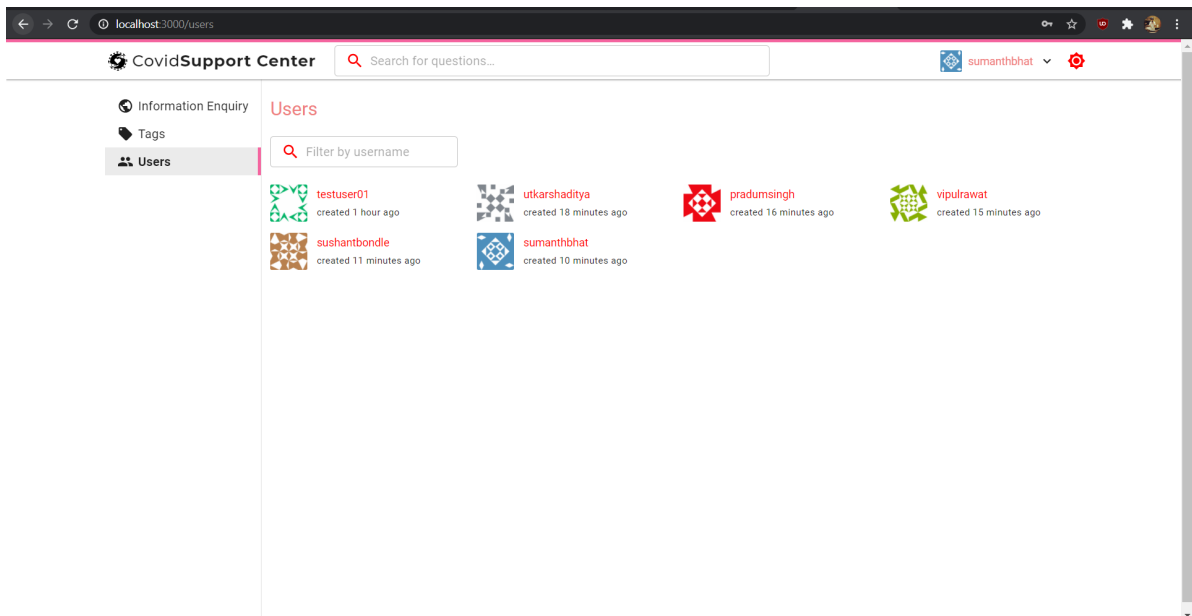 localhost:3000/users
CovidSupport Center
Search for questions...
sumanthbhat
Information Enquiry
Tags
Users
Users
Filter by username
testuser01
created 1 hour ago
utkarshaditya
created 18 minutes ago
pradumsingh
created 16 minutes ago
vipulrawat
created 15 minutes ago
sushantbondle
created 11 minutes ago
sumanthbhat
created 10 minutes ago